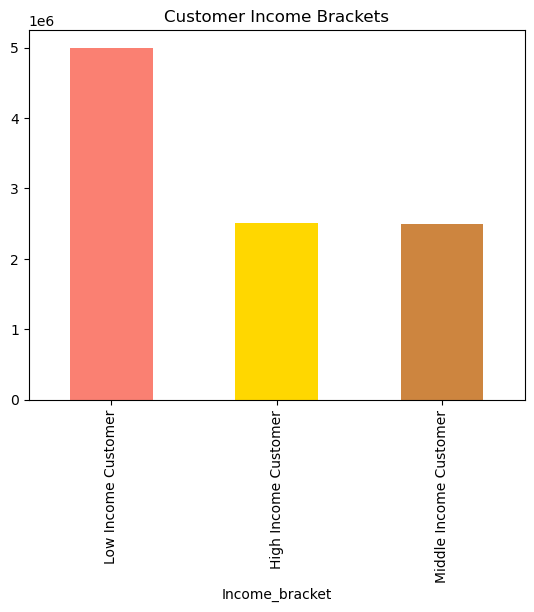 Customer Income Brackets
1e6
5
4
3
2
1
0
Low Income Customer
High Income Customer
Middle Income Customer
Income_bracket